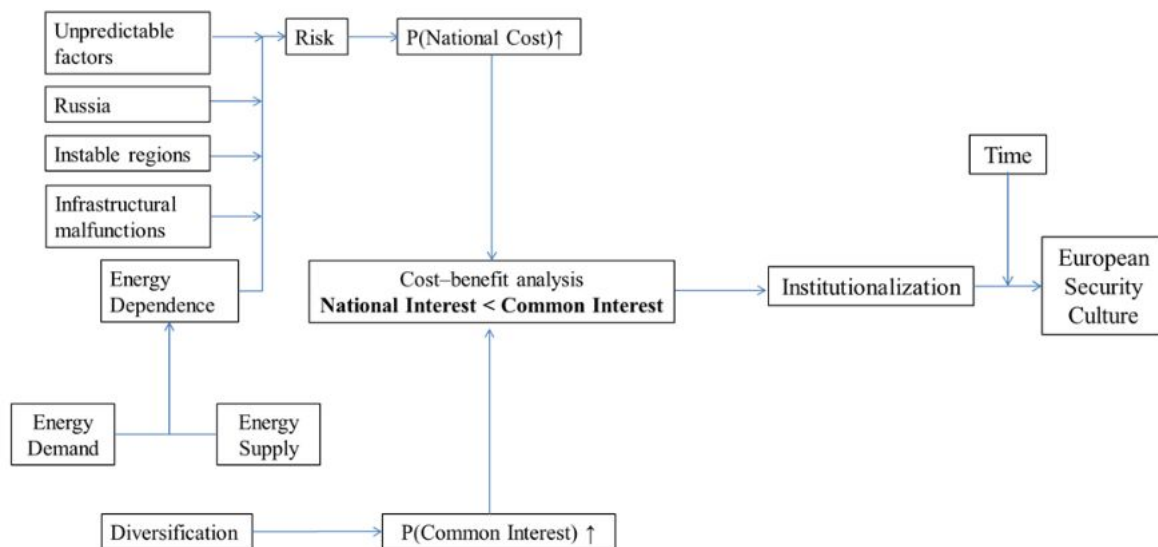 Unpredictable
factors
Risk
P(National Cost)↑
Russia
Instable regions
Infrastructural
malfunctions
Time
Energy
Dependence
Cost–benefit analysis
National Interest < Common Interest
Institutionalization
European
Security
Culture
Energy
Demand
Energy
Supply
Diversification
P(Common Interest) ↑